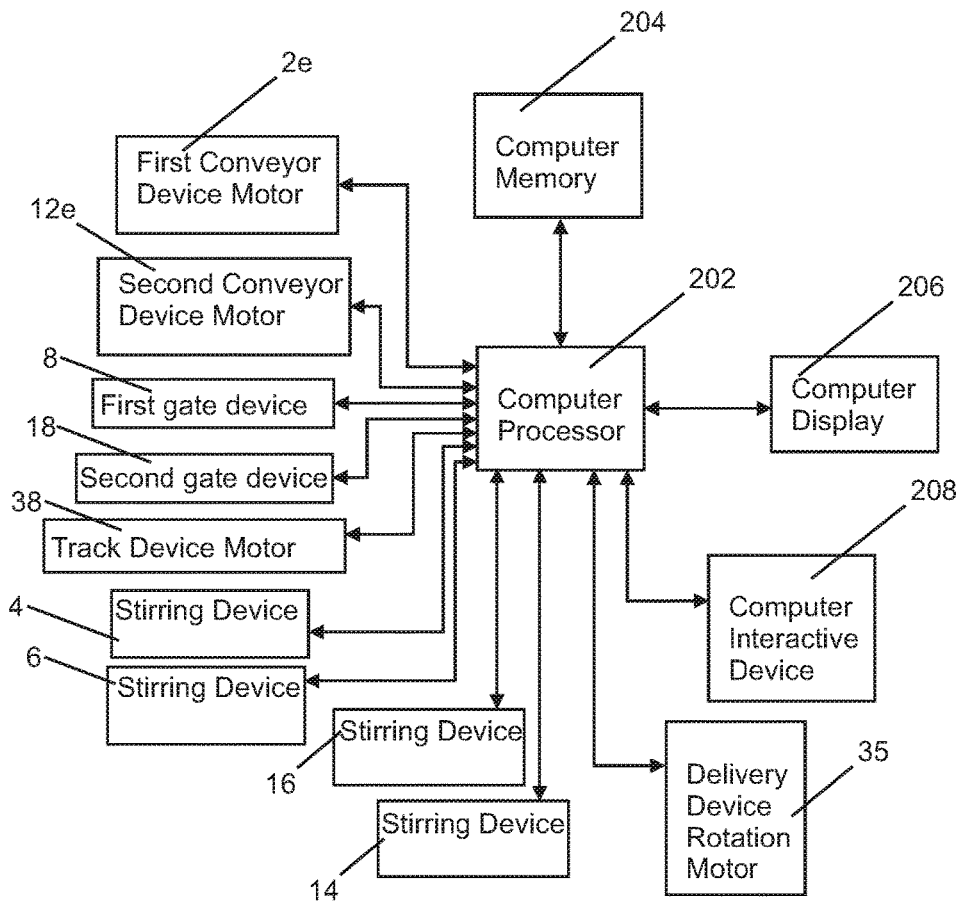 204
2e
Computer
Memory
First Conveyor
Device Motor
12e
Second Conveyor
Device Motor
202
206
8
First gate device
Computer
Processor
Computer
Display
18
Second gate device
38
Track Device Motor
208
4
Stirring Device
Computer
Interactive
Device
6
Stirring Device
Stirring Device
16
35
Delivery
Device
Rotation
Motor
Stirring Device
14